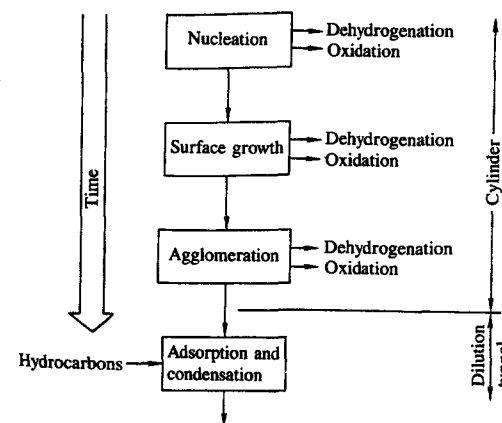 Nucleation
Dehydrogenation
Oxidation
Surface growth
Dehydrogenation
Oxidation
Agglomeration
Dehydrogenation
Oxidation
Hydrocarbons
Adsorption and
condensation
Time
Cylinder
Dilution